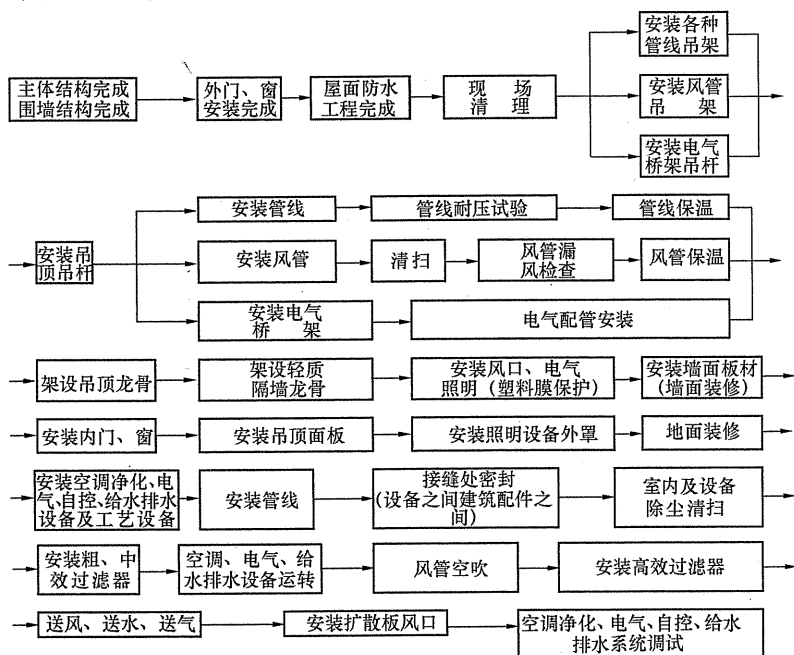 主体结构完成
围墙结构完成
外门、窗
安装完成
屋面防水
工程完成
现 场
清 理
安装各种
管线吊架
安装风管
吊 架
安装电气
桥架吊杆
安装吊
顶吊杆
安装管线
管线耐压试验
管线保温
安装风管
清扫
风管漏
风检查
风管保温
安装电气
桥 架
电气配管安装
架设吊顶龙骨
架设轻质
隔墙龙骨
安装风口、电气
照明(塑料膜保护)
安装墙面板材
(墙面装修)
安装内门、窗
安装吊顶面板
安装照明设备外罩
地面装修
安装空调净化、电
气、自控、给水排水
设备及工艺设备
安装管线
接缝处密封
(设备之间建筑配件之
间)
室内及设备
除尘清扫
安装粗、中
效过滤器
空调、电气、给
水排水设备运转
风管空吹
安装高效过滤器
送风、送水、送气
安装扩散板风口
空调净化、电气、自控、给水
排水系统调试